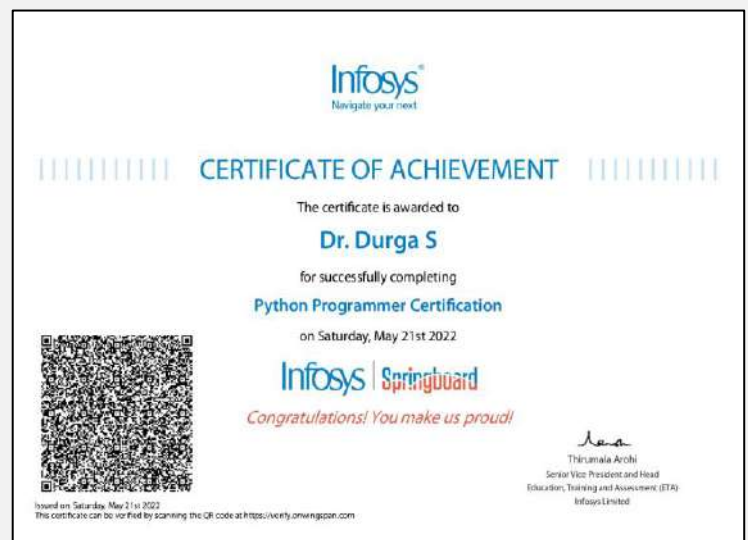 Infosys®
Navigate your next
CERTIFICATE OF ACHIEVEMENT
The certificate is awarded to
Dr. Durga S
for successfully completing
Python Programmer Certification
on Saturday, May 21st 2022
Infosys | Springboard
Congratulations! You make us proud!
Thirumala Arohi
Senior Vice President and Head
Education, Training and Assessment (ETA)
Infosys Limited
Issued on Saturday, May 21st 2022
This certificate can be verified by scanning the QR code at https://verify.onwingspan.com